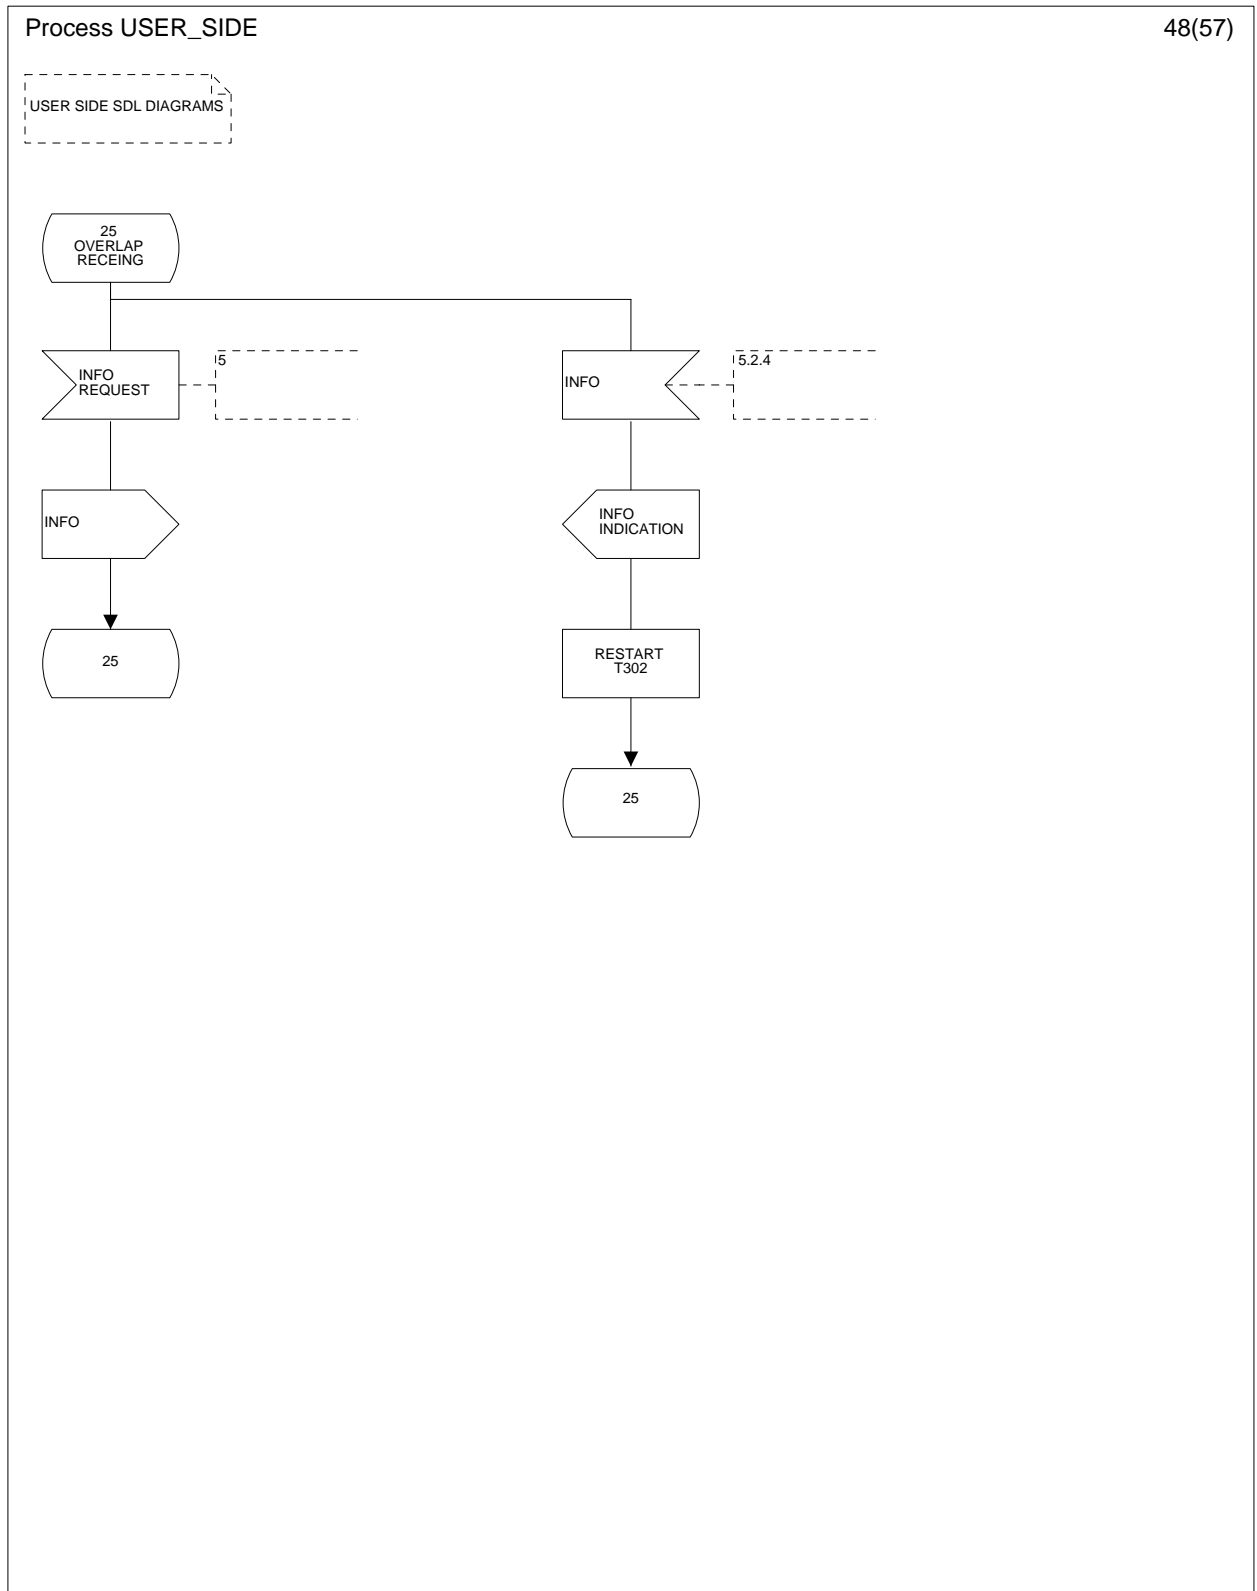 Process USER_SIDE
48(57)
USER SIDE SDL DIAGRAMS
25
OVERLAP
RECEING
INFO
REQUEST
5
INFO
5.2.4
INFO
INFO
INDICATION
25
RESTART
T302
25